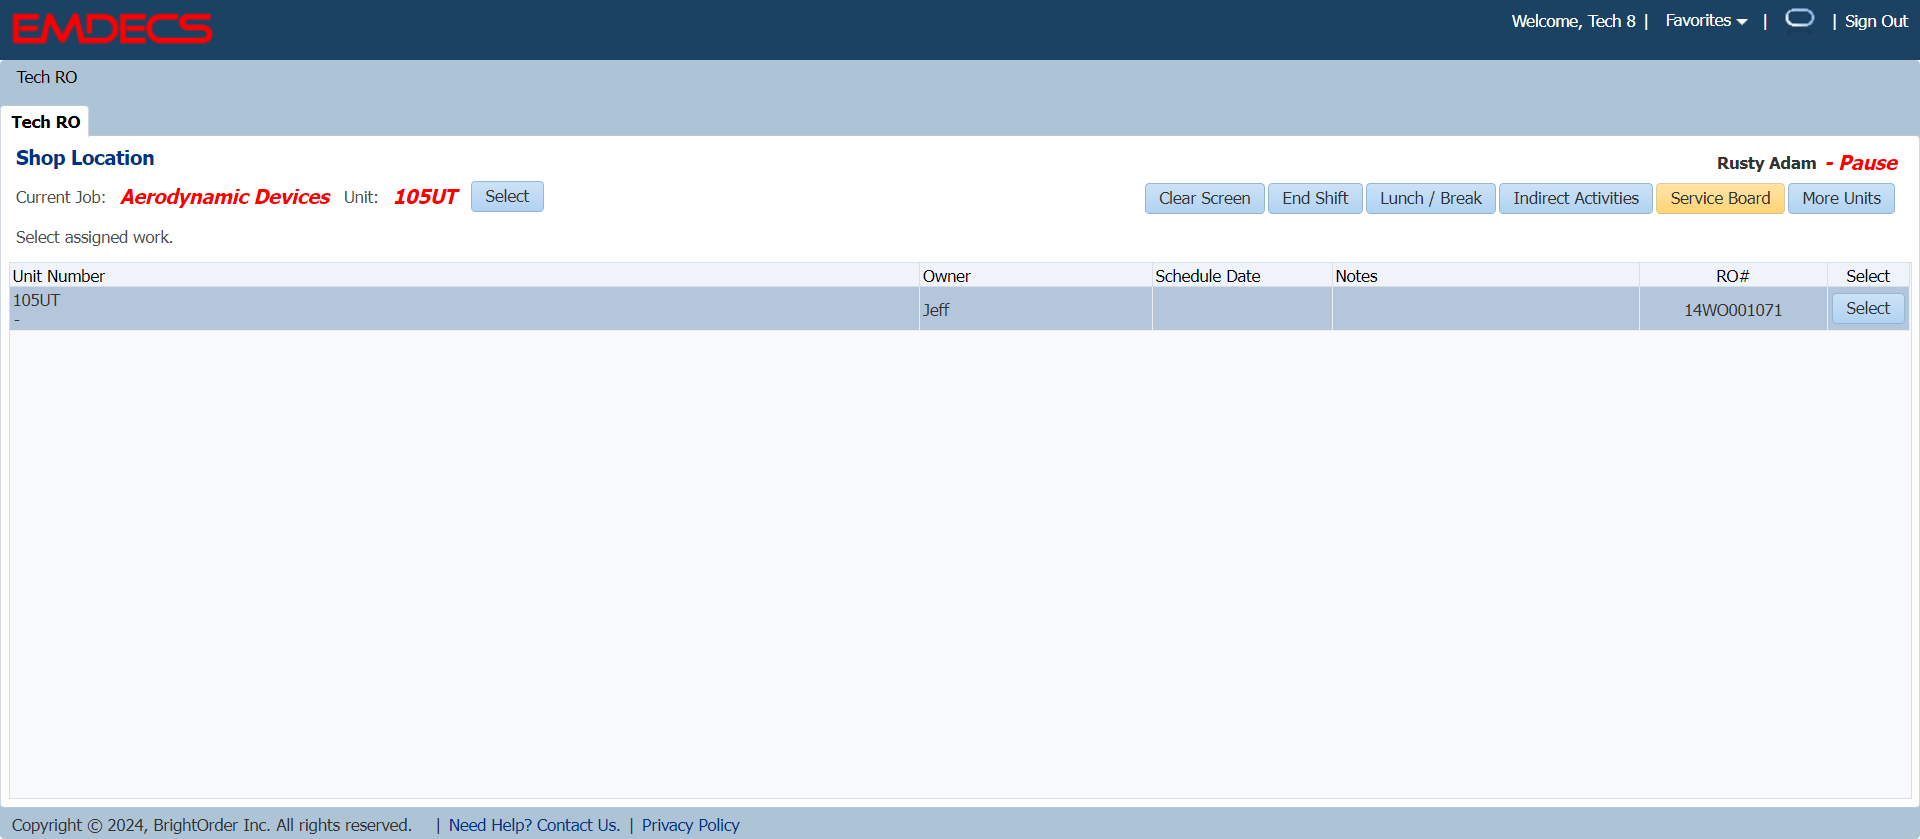 EMDECS
Welcome, Tech 8 | Favorites | | Sign Out
Tech RO
Tech RO
Shop Location
Rusty Adam - Pause
Current Job: Aerodynamic Devices Unit: 105UT Select
Clear Screen End Shift Lunch / Break Indirect Activities Service Board More Units
Select assigned work.
Unit Number Owner Schedule Date Notes RO# Select
105UT
-
Jeff 14WO001071 Select
Copyright © 2024, BrightOrder Inc. All rights reserved. | Need Help? Contact Us. | Privacy Policy